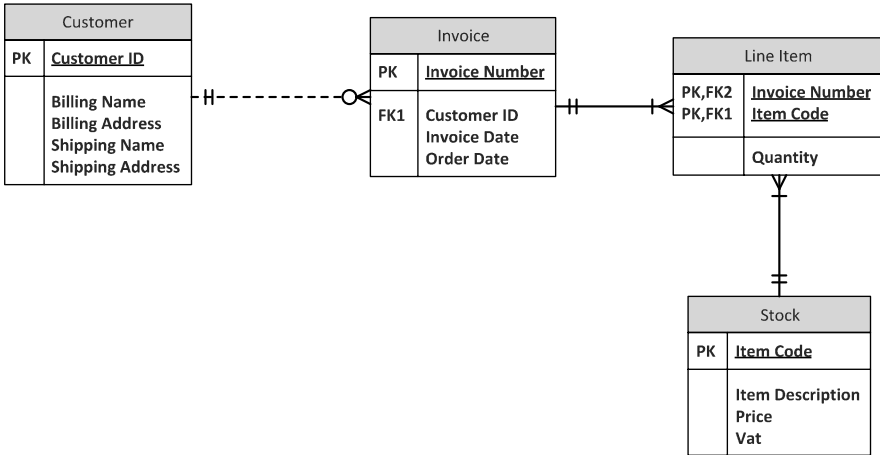 Customer
PK Customer ID
Billing Name
Billing Address
Shipping Name
Shipping Address
Invoice
PK Invoice Number
FK1 Customer ID
Invoice Date
Order Date
Line Item
PK,FK2 Invoice Number
PK,FK1 Item Code
Quantity
Stock
PK Item Code
Item Description
Price
Vat